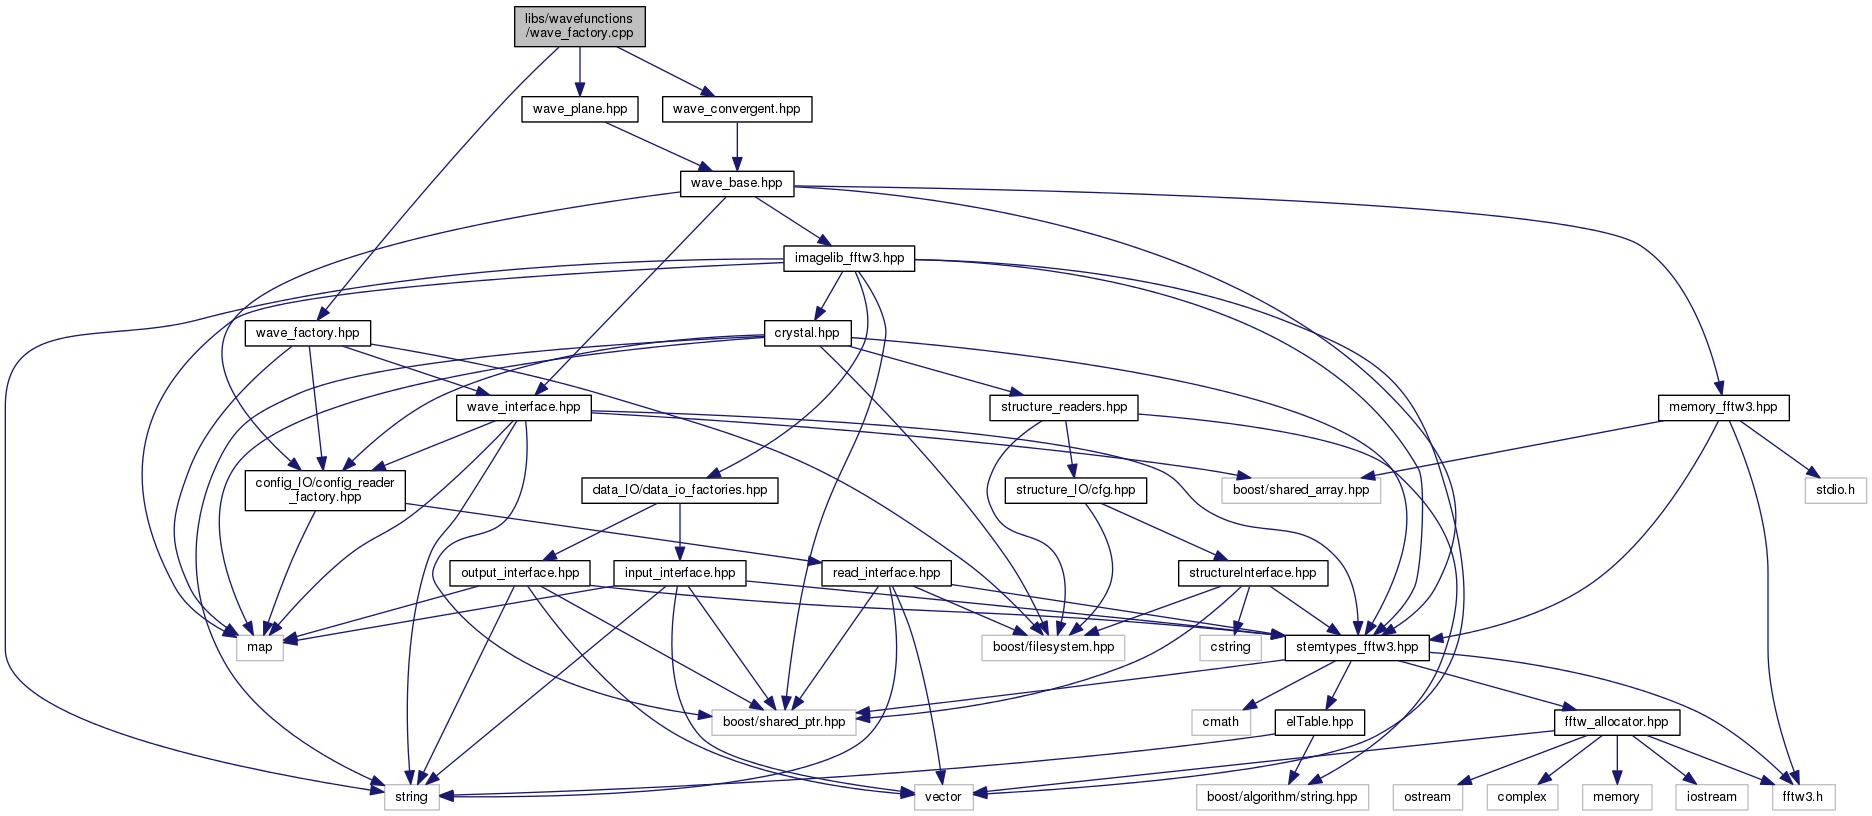 libs/wavefunctions
/wave_factory.cpp
wave_plane.hpp
wave_convergent.hpp
wave_base.hpp
imagelib_fftw3.hpp
wave_factory.hpp
crystal.hpp
wave_interface.hpp
structure_readers.hpp
memory_fftw3.hpp
config_IO/config_reader
_factory.hpp
data_IO/data_io_factories.hpp
structure_IO/cfg.hpp
boost/shared_array.hpp
stdio.h
output_interface.hpp
input_interface.hpp
read_interface.hpp
structureInterface.hpp
map
boost/filesystem.hpp
cstring
stemtypes_fftw3.hpp
boost/shared_ptr.hpp
cmath
elTable.hpp
fftw_allocator.hpp
string
vector
boost/algorithm/string.hpp
ostream
complex
memory
iostream
fftw3.h